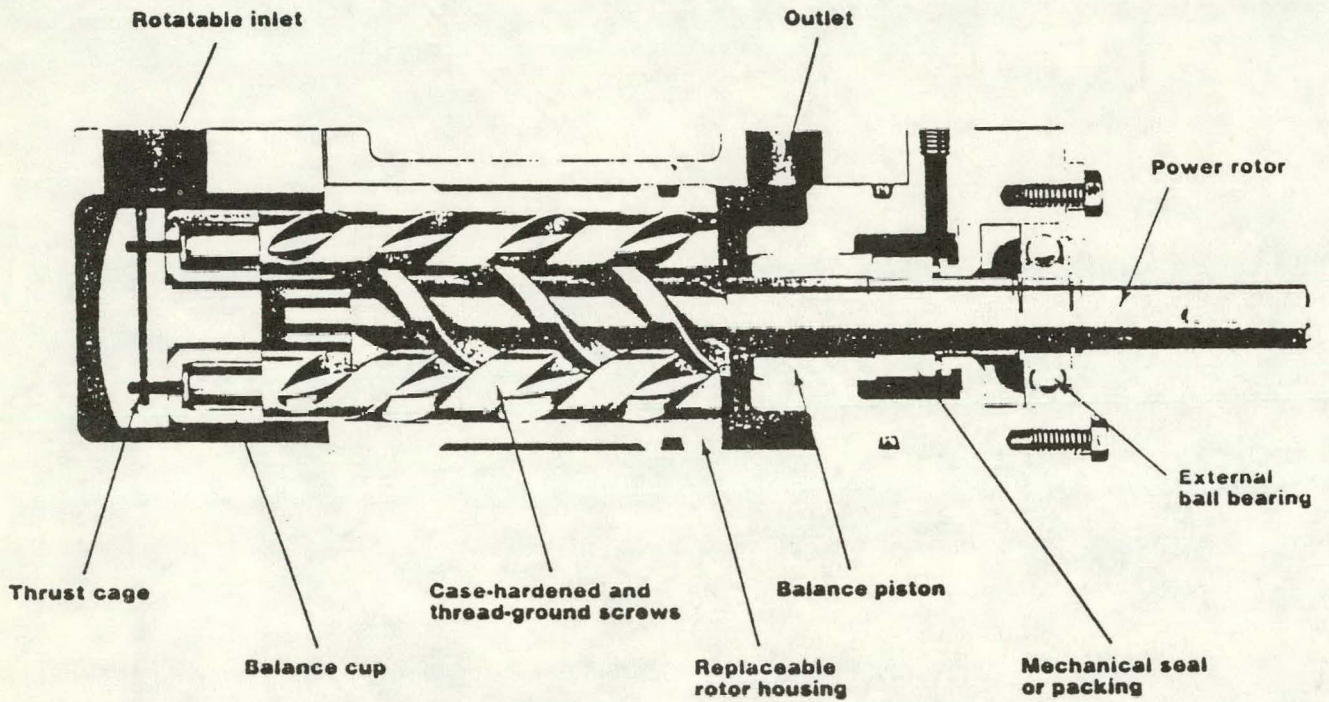 Rotatable inlet
Outlet
Power rotor
External
ball bearing
Thrust cage
Case-hardened and
thread-ground screws
Balance piston
Balance cup
Replaceable
rotor housing
Mechanical seal
or packing